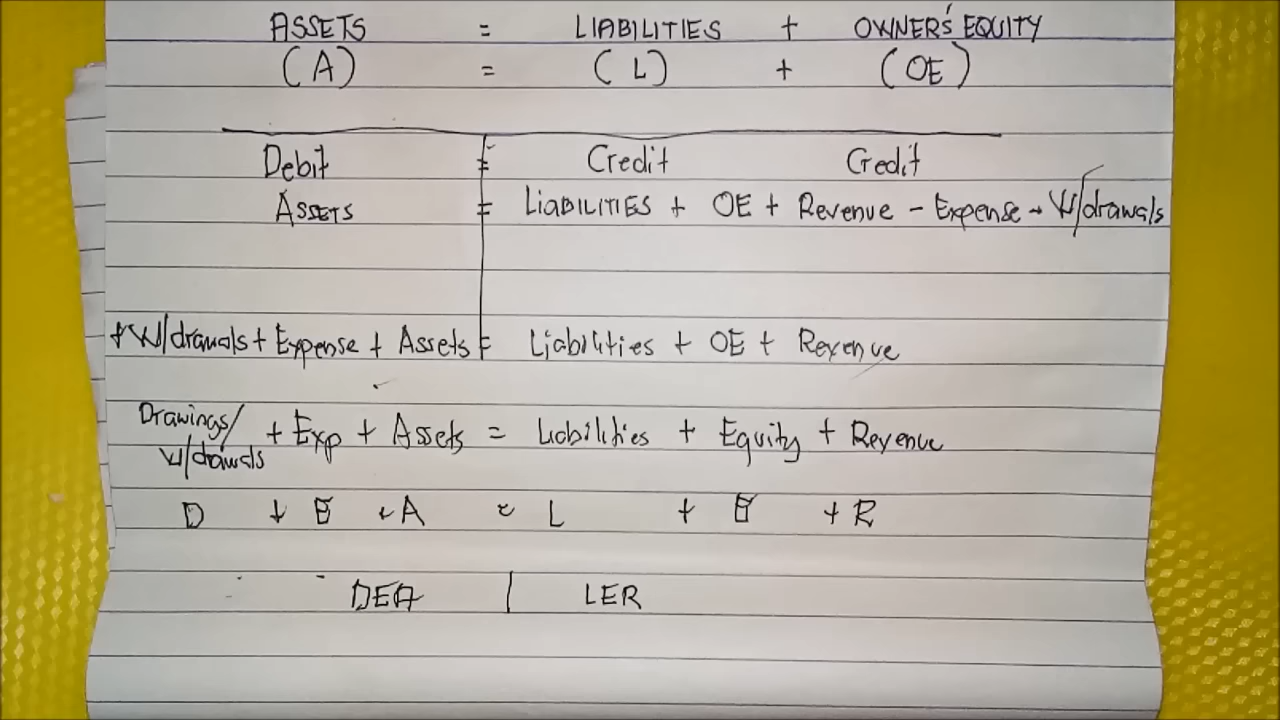 ASSETS = LIABILITIES + OWNER'S EQUITY
(A) = (L) + (OE)
Debit = Credit Credit
ASSETS = LIABILITIES + OE + Revenue - Expense - W/drawals
+ W/drawals + Expense + Assets = Liabilities + OE + Revenue
Drawings/ + Exp + Assets = Liabilities + Equity + Revenue
w/drawals
D + E + A = L + E + R
DEA | LER